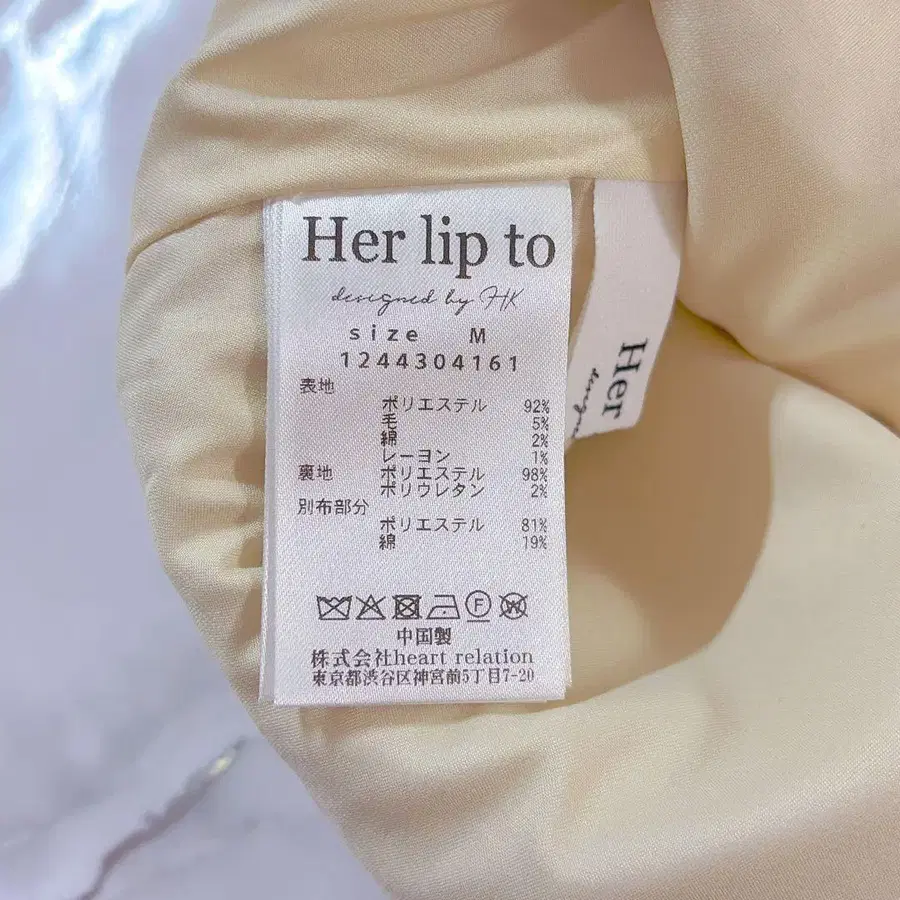 Her lip to
designed by HK
size M
1244304161
表地
ポリエステル 92%
毛 5%
綿 2%
レーヨン 1%
裏地 ポリエステル 98%
ポリウレタン 2%
別布部分
ポリエステル 81%
綿 19%
F
W
中国製
株式会社heart relation
東京都渋谷区神宮前5丁目7-20
Her